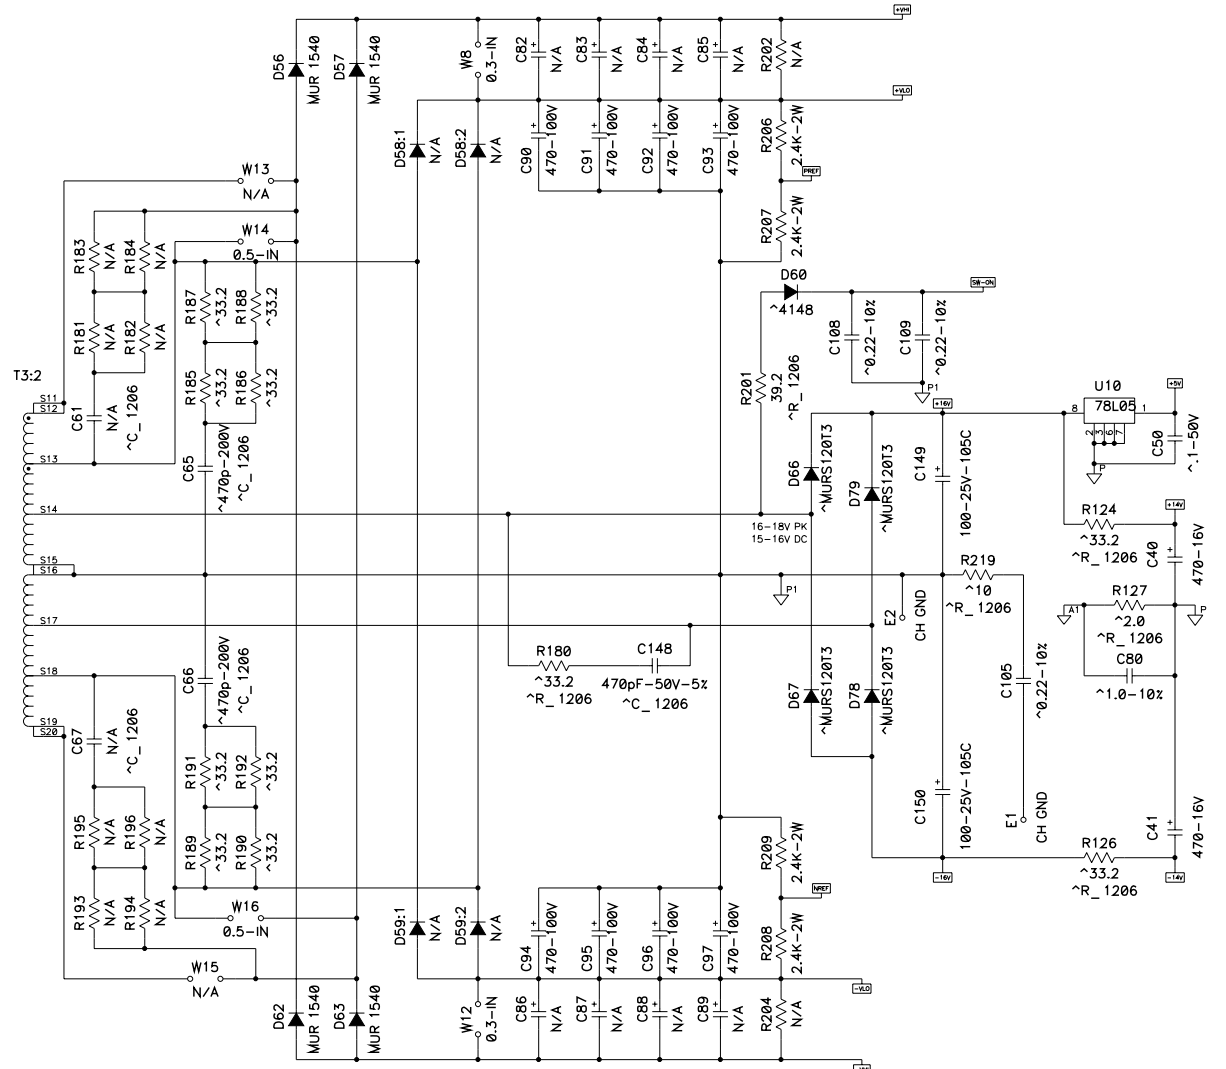 +VHI
D56
MUR 1540
D57
MUR 1540
W8
0.3-IN
C82
N/A
C83
N/A
C84
N/A
C85
N/A
R202
N/A
+VLO
D58:1
N/A
D58:2
N/A
C90
470-100V
C91
470-100V
C92
470-100V
C93
470-100V
R206
2.4K-2W
PREF
R207
2.4K-2W
W13
N/A
W14
0.5-IN
R183
N/A
R184
N/A
R181
N/A
R182
N/A
R187
^33.2
R188
^33.2
R185
^33.2
R186
^33.2
D60
^4148
SW-ON
C108
^0.22-10%
C109
^0.22-10%
P1
R201
39.2
^R_1206
T3:2
S11
S12
C61
N/A
^C_1206
C65
^470p-200V
^C_1206
S13
S14
S15
S16
S17
S18
S19
S20
D66
^MURS120T3
D79
^MURS120T3
+16V
C149
100-25V-105C
U10
78L05
8
1
2
3
6
7
P
+5V
C50
^.1-50V
16-18V PK
15-16V DC
R124
^33.2
^R_1206
+14V
C40
470-16V
R219
^10
^R_1206
P1
E2
CH GND
A1
R127
^2.0
^R_1206
P
C80
^1.0-10%
R180
^33.2
^R_1206
C148
470pF-50V-5%
^C_1206
D67
^MURS120T3
D78
^MURS120T3
C105
^0.22-10%
C66
^470p-200V
^C_1206
C67
N/A
^C_1206
R191
^33.2
R192
^33.2
R189
^33.2
R190
^33.2
R195
N/A
R196
N/A
R193
N/A
R194
N/A
C150
100-25V-105C
E1
CH GND
C41
470-16V
R126
^33.2
^R_1206
-16V
-14V
R209
2.4K-2W
NREF
R208
2.4K-2W
W16
0.5-IN
W15
N/A
D59:1
N/A
D59:2
N/A
C94
470-100V
C95
470-100V
C96
470-100V
C97
470-100V
-VLO
D62
MUR 1540
D63
MUR 1540
W12
0.3-IN
C86
N/A
C87
N/A
C88
N/A
C89
N/A
R204
N/A